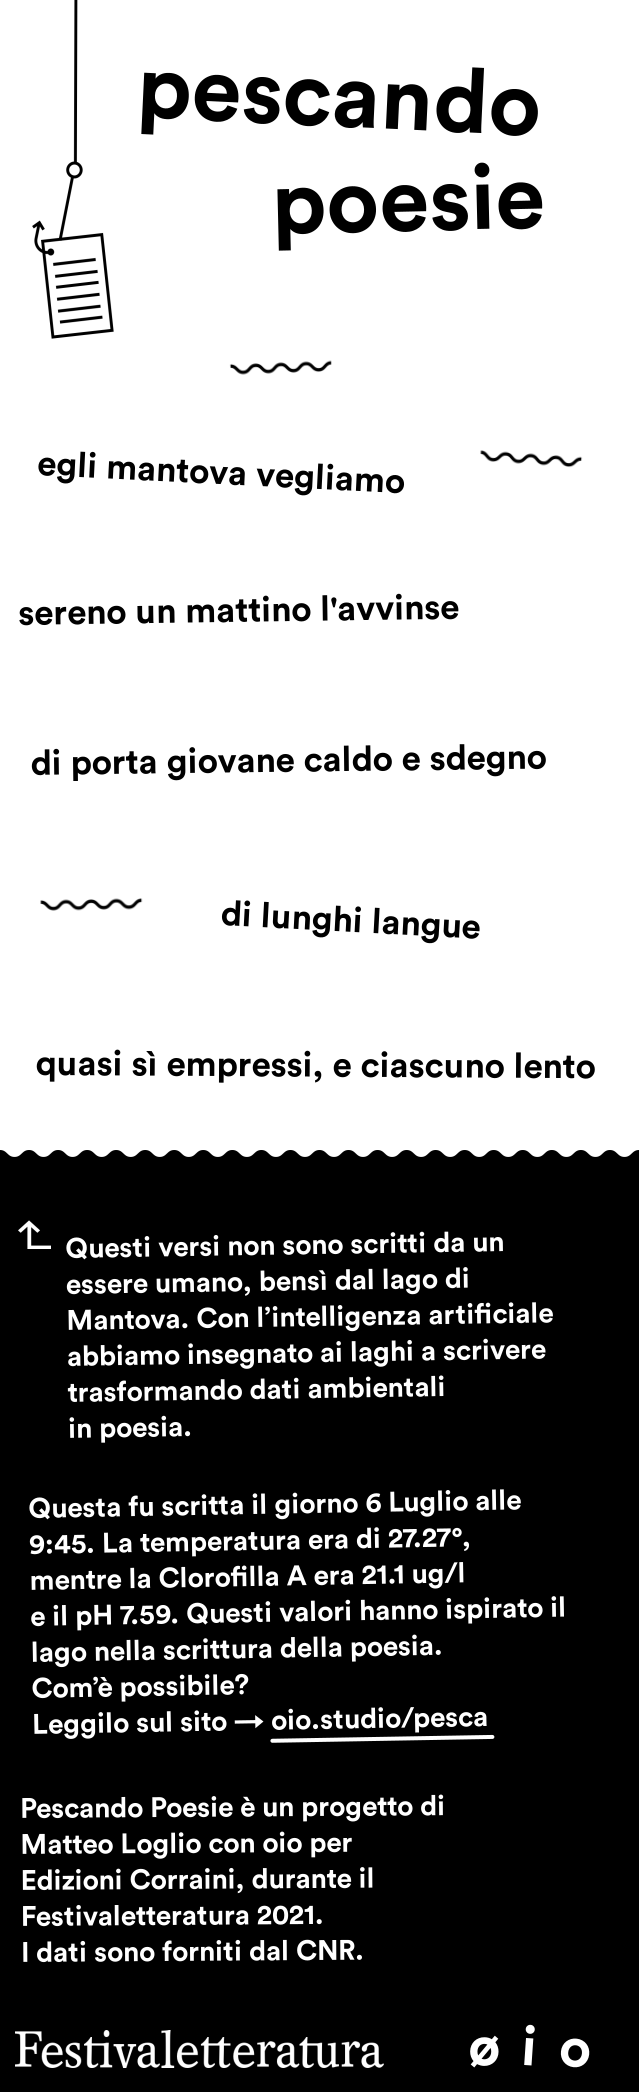 pescando
poesie
egli mantova vegliamo
sereno un mattino l'avvinse
di porta giovane caldo e sdegno
di lunghi langue
quasi sì empressi, e ciascuno lento
Questi versi non sono scritti da un
essere umano, bensì dal lago di
Mantova. Con l’intelligenza artificiale
abbiamo insegnato ai laghi a scrivere
trasformando dati ambientali
in poesia.
Questa fu scritta il giorno 6 Luglio alle
9:45. La temperatura era di 27.27°,
mentre la Clorofilla A era 21.1 ug/l
e il pH 7.59. Questi valori hanno ispirato il
lago nella scrittura della poesia.
Com’è possibile?
Leggilo sul sito → oio.studio/pesca
Pescando Poesie è un progetto di
Matteo Loglio con oio per
Edizioni Corraini, durante il
Festivaletteratura 2021.
I dati sono forniti dal CNR.
Festivaletteratura ø i o